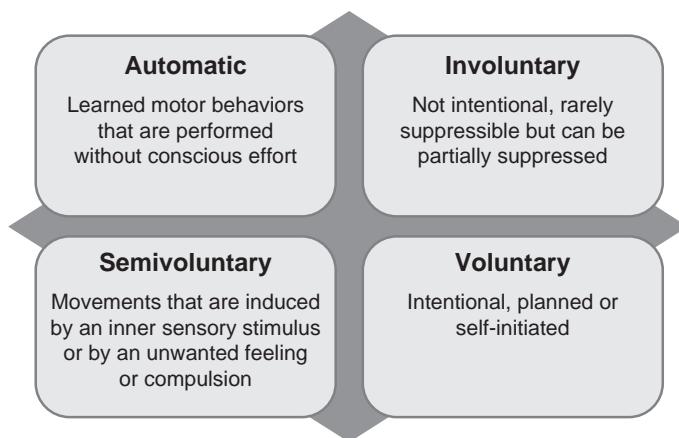 Automatic
Learned motor behaviors
that are performed
without conscious effort
Involuntary
Not intentional, rarely
suppressible but can be
partially suppressed
Semivoluntary
Movements that are induced
by an inner sensory stimulus
or by an unwanted feeling
or compulsion
Voluntary
Intentional, planned or
self-initiated